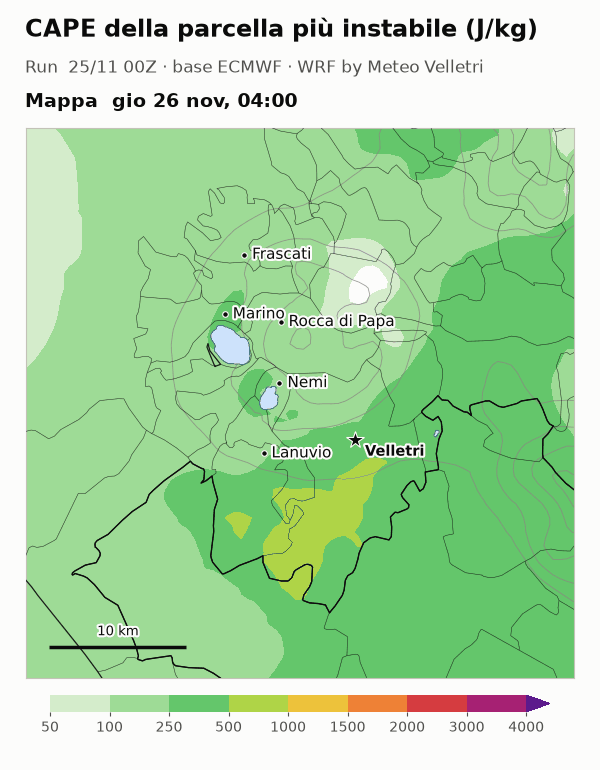 CAPE della parcella più instabile (J/kg)
Run  25/11 00Z · base ECMWF · WRF by Meteo Velletri
Mappa  gio 26 nov, 04:00
Frascati
Marino
Rocca di Papa
Nemi
Velletri
Lanuvio
10 km
50 100 250 500 1000 1500 2000 3000 4000